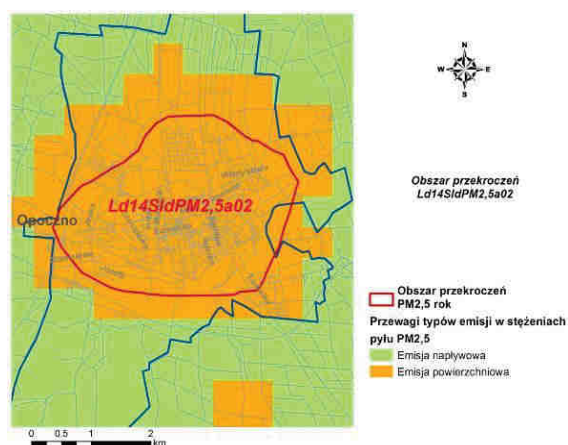 N
W E
S
Obszar przekroczeń
Ld14SldPM2,5a02
Ld14SldPM2,5a02
Opoczno
Obszar przekroczeń
PM2,5 rok
Przewagi typów emisji w stężeniach
pyłu PM2,5
Emisja napływowa
Emisja powierzchniowa
0 0.5 1 2
km